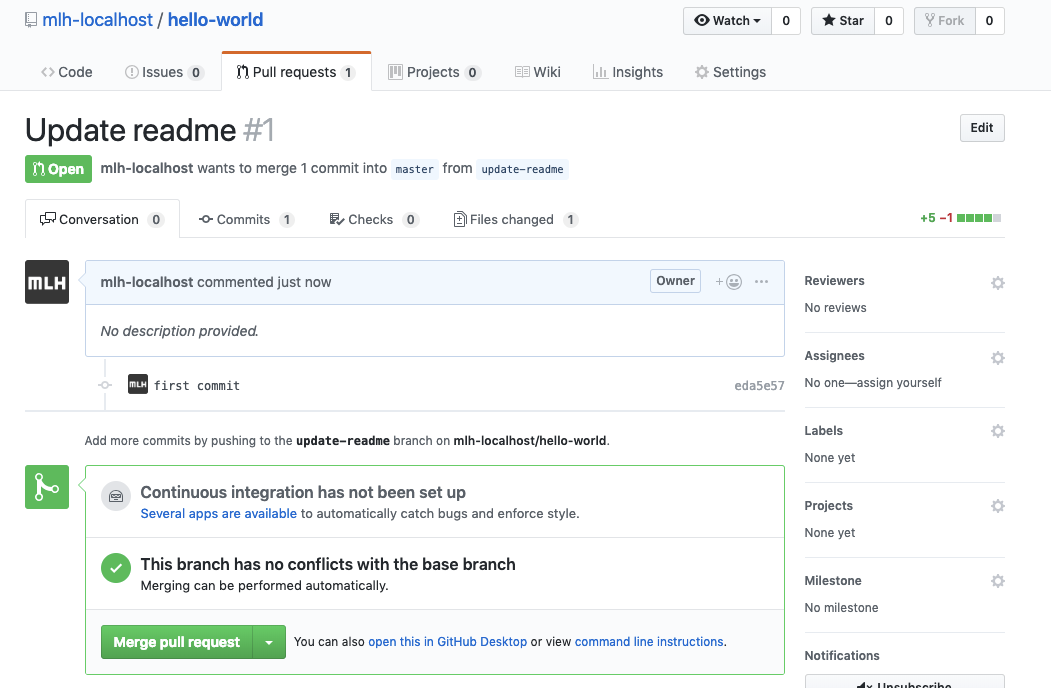 mlh-localhost / hello-world
Watch 0 Star 0 Fork 0
Code Issues 0 Pull requests 1 Projects 0 Wiki Insights Settings
Update readme #1
Edit
Open mlh-localhost wants to merge 1 commit into master from update-readme
Conversation 0 Commits 1 Checks 0 Files changed 1
+5 −1
MLH
mlh-localhost commented just now
Owner
No description provided.
MLH first commit eda5e57
Add more commits by pushing to the update-readme branch on mlh-localhost/hello-world.
Continuous integration has not been set up
Several apps are available to automatically catch bugs and enforce style.
This branch has no conflicts with the base branch
Merging can be performed automatically.
Merge pull request You can also open this in GitHub Desktop or view command line instructions.
Reviewers
No reviews
Assignees
No one—assign yourself
Labels
None yet
Projects
None yet
Milestone
No milestone
Notifications
Unsubscribe